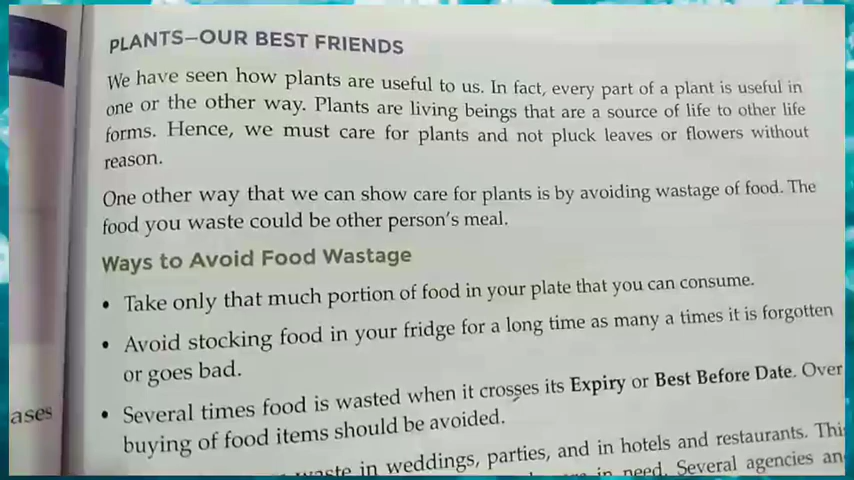 PLANTS—OUR BEST FRIENDS
We have seen how plants are useful to us. In fact, every part of a plant is useful in
one or the other way. Plants are living beings that are a source of life to other life
forms. Hence, we must care for plants and not pluck leaves or flowers without
reason.
One other way that we can show care for plants is by avoiding wastage of food. The
food you waste could be other person's meal.
Ways to Avoid Food Wastage
• Take only that much portion of food in your plate that you can consume.
• Avoid stocking food in your fridge for a long time as many a times it is forgotten
or goes bad.
• Several times food is wasted when it crosses its Expiry or Best Before Date. Over
buying of food items should be avoided.
waste in weddings, parties, and in hotels and restaurants. This
in need. Several agencies an
ases